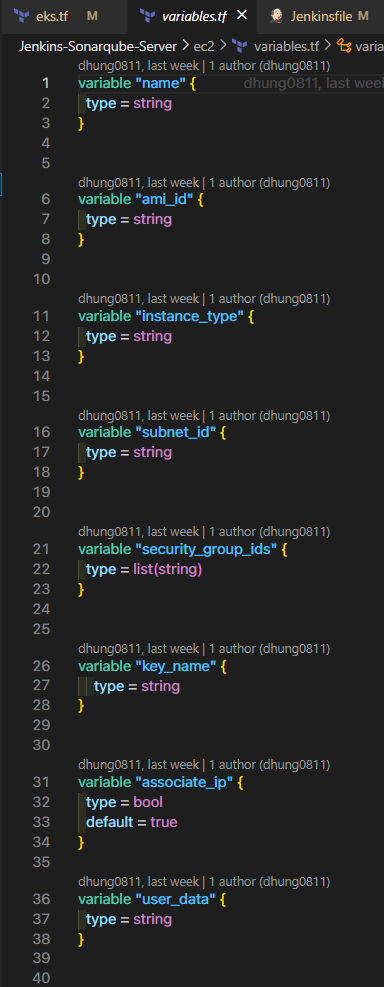 eks.tf M variables.tf Jenkinsfile M
Jenkins-Sonarqube-Server > ec2 > variables.tf > varia
dhung0811, last week | 1 author (dhung0811)
1 variable "name" { dhung0811, last week
2 type = string
3 }
4
5
dhung0811, last week | 1 author (dhung0811)
6 variable "ami_id" {
7 type = string
8 }
9
10
dhung0811, last week | 1 author (dhung0811)
11 variable "instance_type" {
12 type = string
13 }
14
15
dhung0811, last week | 1 author (dhung0811)
16 variable "subnet_id" {
17 type = string
18 }
19
20
dhung0811, last week | 1 author (dhung0811)
21 variable "security_group_ids" {
22 type = list(string)
23 }
24
25
dhung0811, last week | 1 author (dhung0811)
26 variable "key_name" {
27 type = string
28 }
29
30
dhung0811, last week | 1 author (dhung0811)
31 variable "associate_ip" {
32 type = bool
33 default = true
34 }
35
dhung0811, last week | 1 author (dhung0811)
36 variable "user_data" {
37 type = string
38 }
39
40